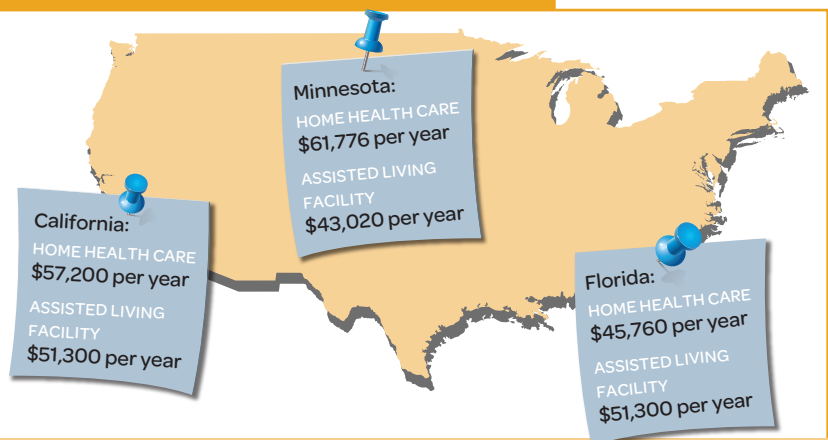 Minnesota:
HOME HEALTH CARE
$61,776 per year
ASSISTED LIVING
FACILITY
$43,020 per year
California:
HOME HEALTH CARE
$57,200 per year
ASSISTED LIVING
FACILITY
$51,300 per year
Florida:
HOME HEALTH CARE
$45,760 per year
ASSISTED LIVING
FACILITY
$51,300 per year